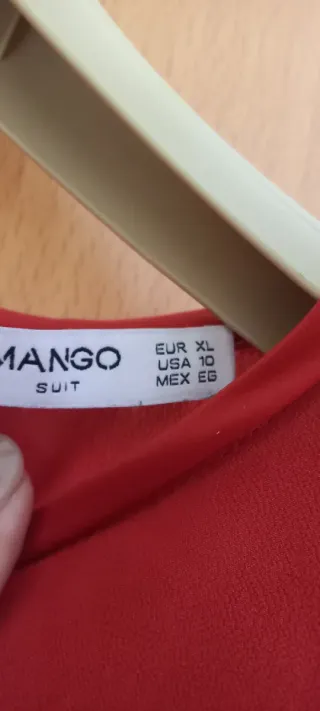 MANGO
SUIT
EUR XL
USA 10
MEX EG